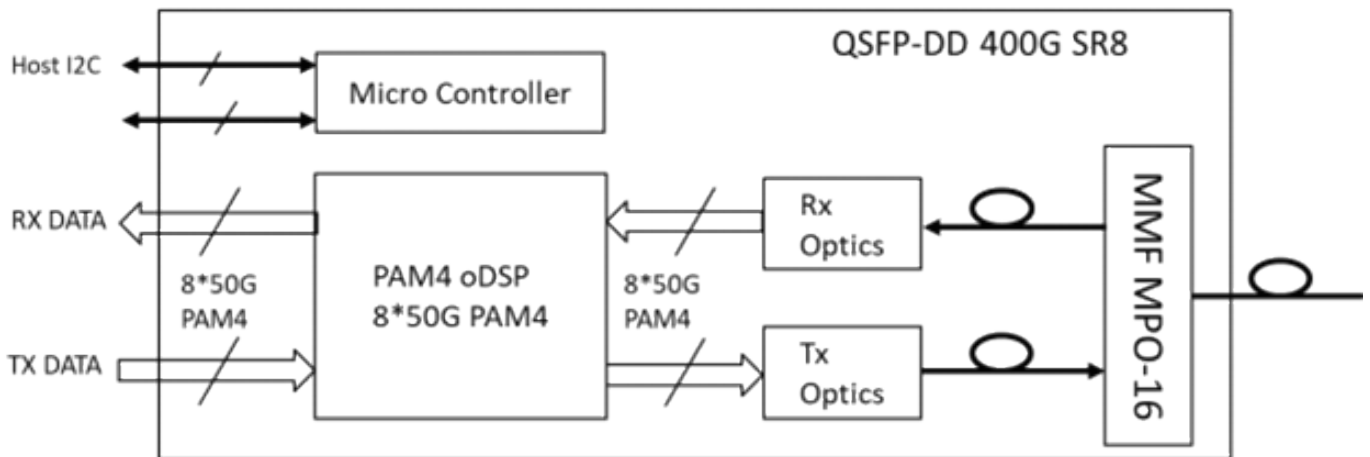 QSFP-DD 400G SR8
Host I2C
Micro Controller
RX DATA
8*50G
PAM4
TX DATA
PAM4 oDSP
8*50G PAM4
8*50G
PAM4
Rx
Optics
Tx
Optics
MMF MPO-16